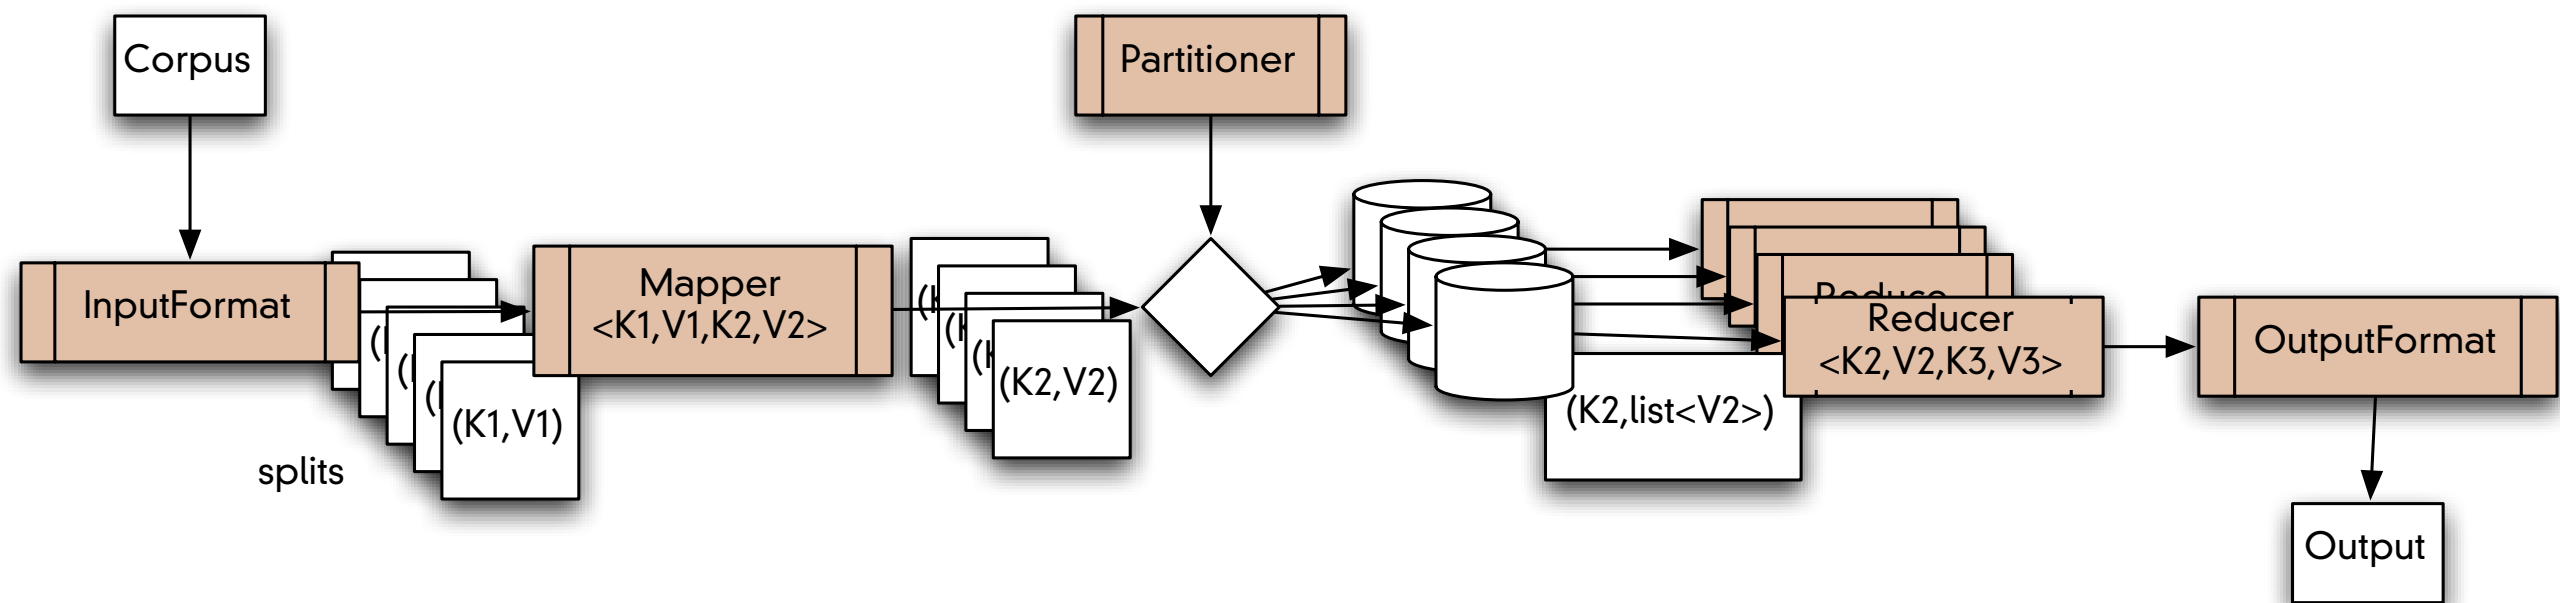 Corpus
Partitioner
InputFormat
Mapper
<K1,V1,K2,V2>
(K1,V1)
splits
(K2,V2)
(K2,list<V2>)
Reducer
<K2,V2,K3,V3>
OutputFormat
Output